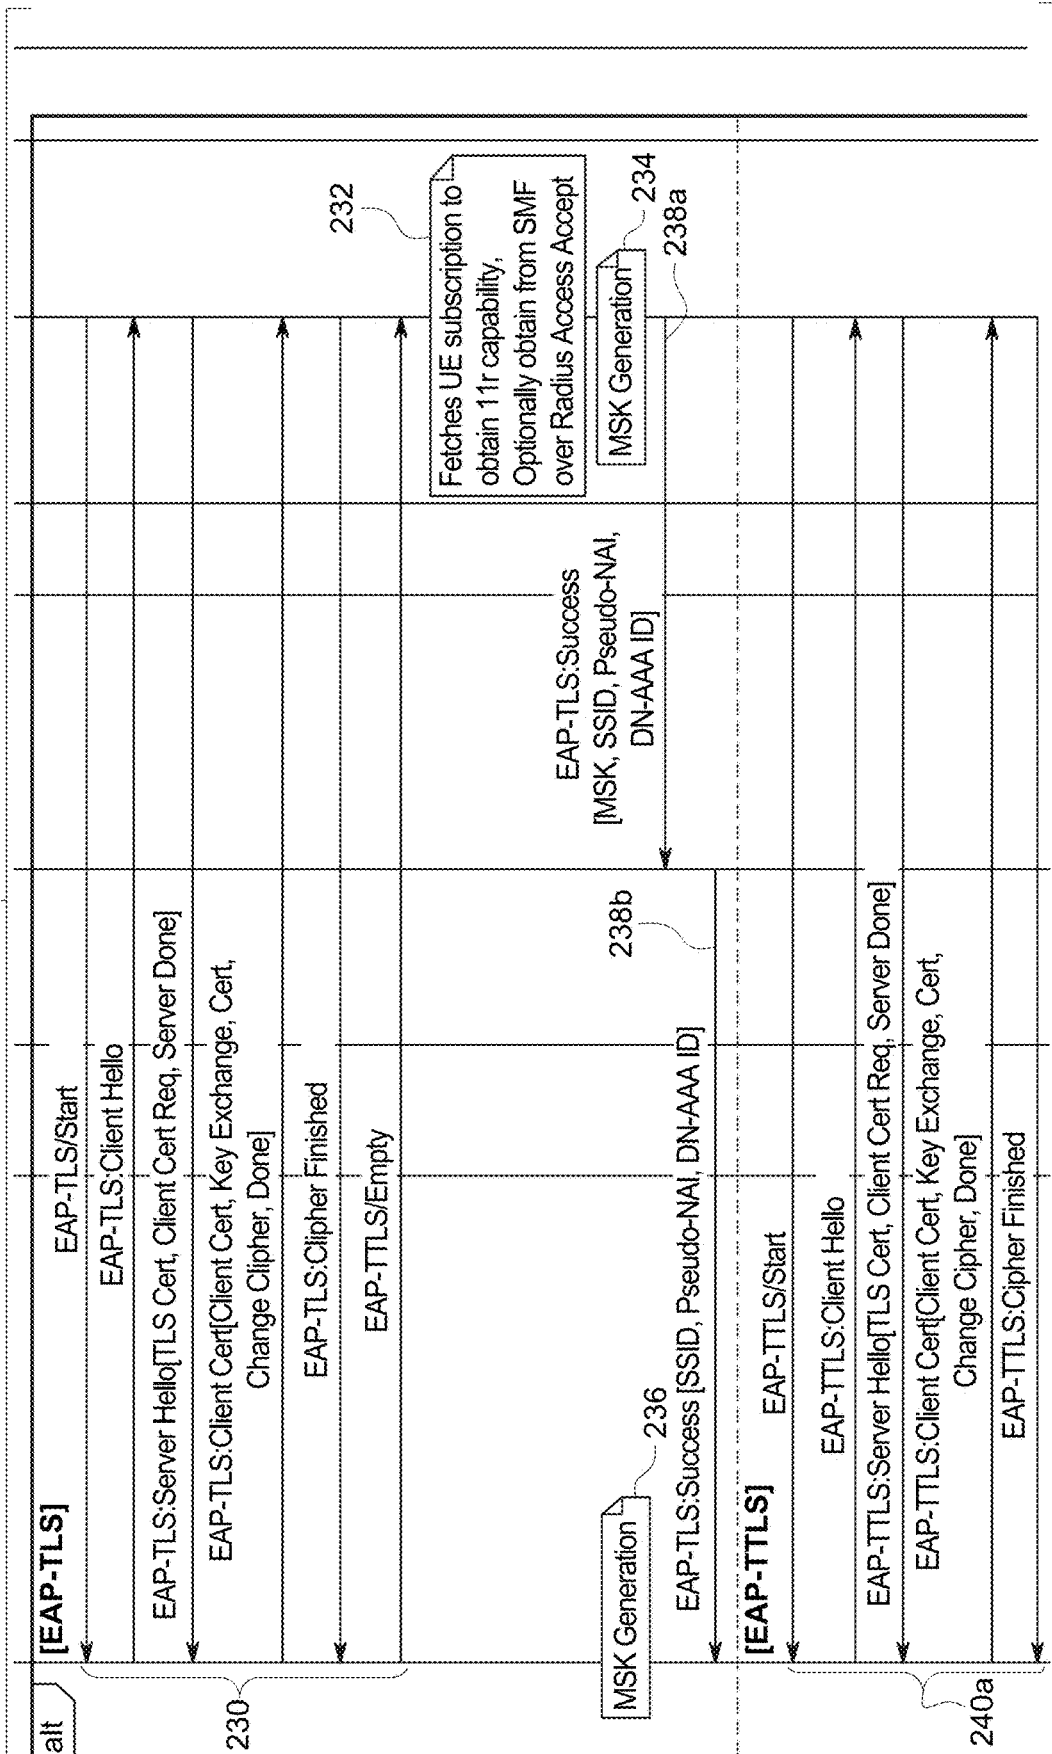 alt
[EAP-TLS]
EAP-TLS/Start
EAP-TLS:Client Hello
EAP-TLS:Server Hello[TLS Cert, Client Cert Req, Server Done]
EAP-TLS:Client Cert[Client Cert, Key Exchange, Cert,
Change Clipher, Done]
EAP-TLS:Clipher Finished
EAP-TTLS/Empty
230
232
Fetches UE subscription to
obtain 11r capability,
Optionally obtain from SMF
over Radius Access Accept
MSK Generation
234
238a
EAP-TLS:Success
[MSK, SSID, Pseudo-NAI,
DN-AAA ID]
MSK Generation
236
238b
EAP-TLS:Success [SSID, Pseudo-NAI, DN-AAA ID]
[EAP-TTLS]
EAP-TTLS/Start
EAP-TTLS:Client Hello
EAP-TTLS:Server Hello[TLS Cert, Client Cert Req, Server Done]
EAP-TTLS:Client Cert[Client Cert, Key Exchange, Cert,
Change Cipher, Done]
EAP-TTLS:Cipher Finished
240a